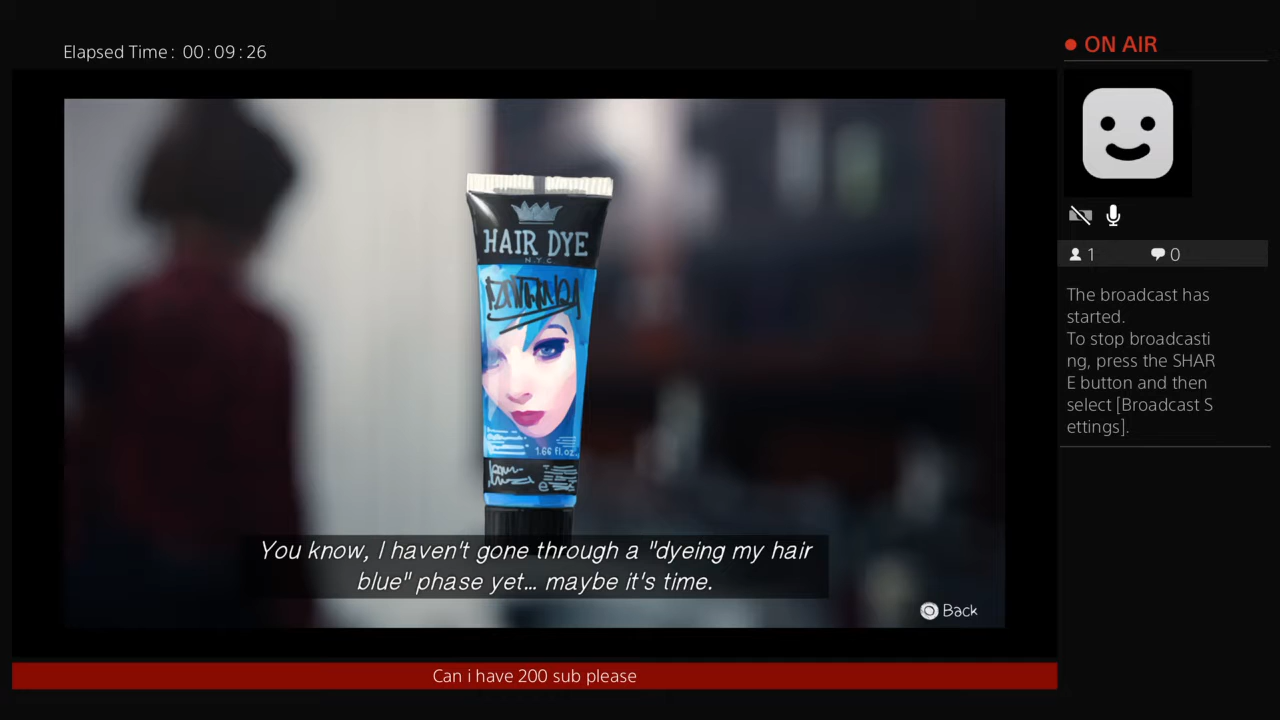 Elapsed Time: 00:09:26
ON AIR
HAIR DYE
N.Y.C
1.66 fl.oz
You know, I haven't gone through a "dyeing my hair
blue" phase yet... maybe it's time.
Back
1 0
The broadcast has
started.
To stop broadcasti
ng, press the SHAR
E button and then
select [Broadcast S
ettings].
Can i have 200 sub please